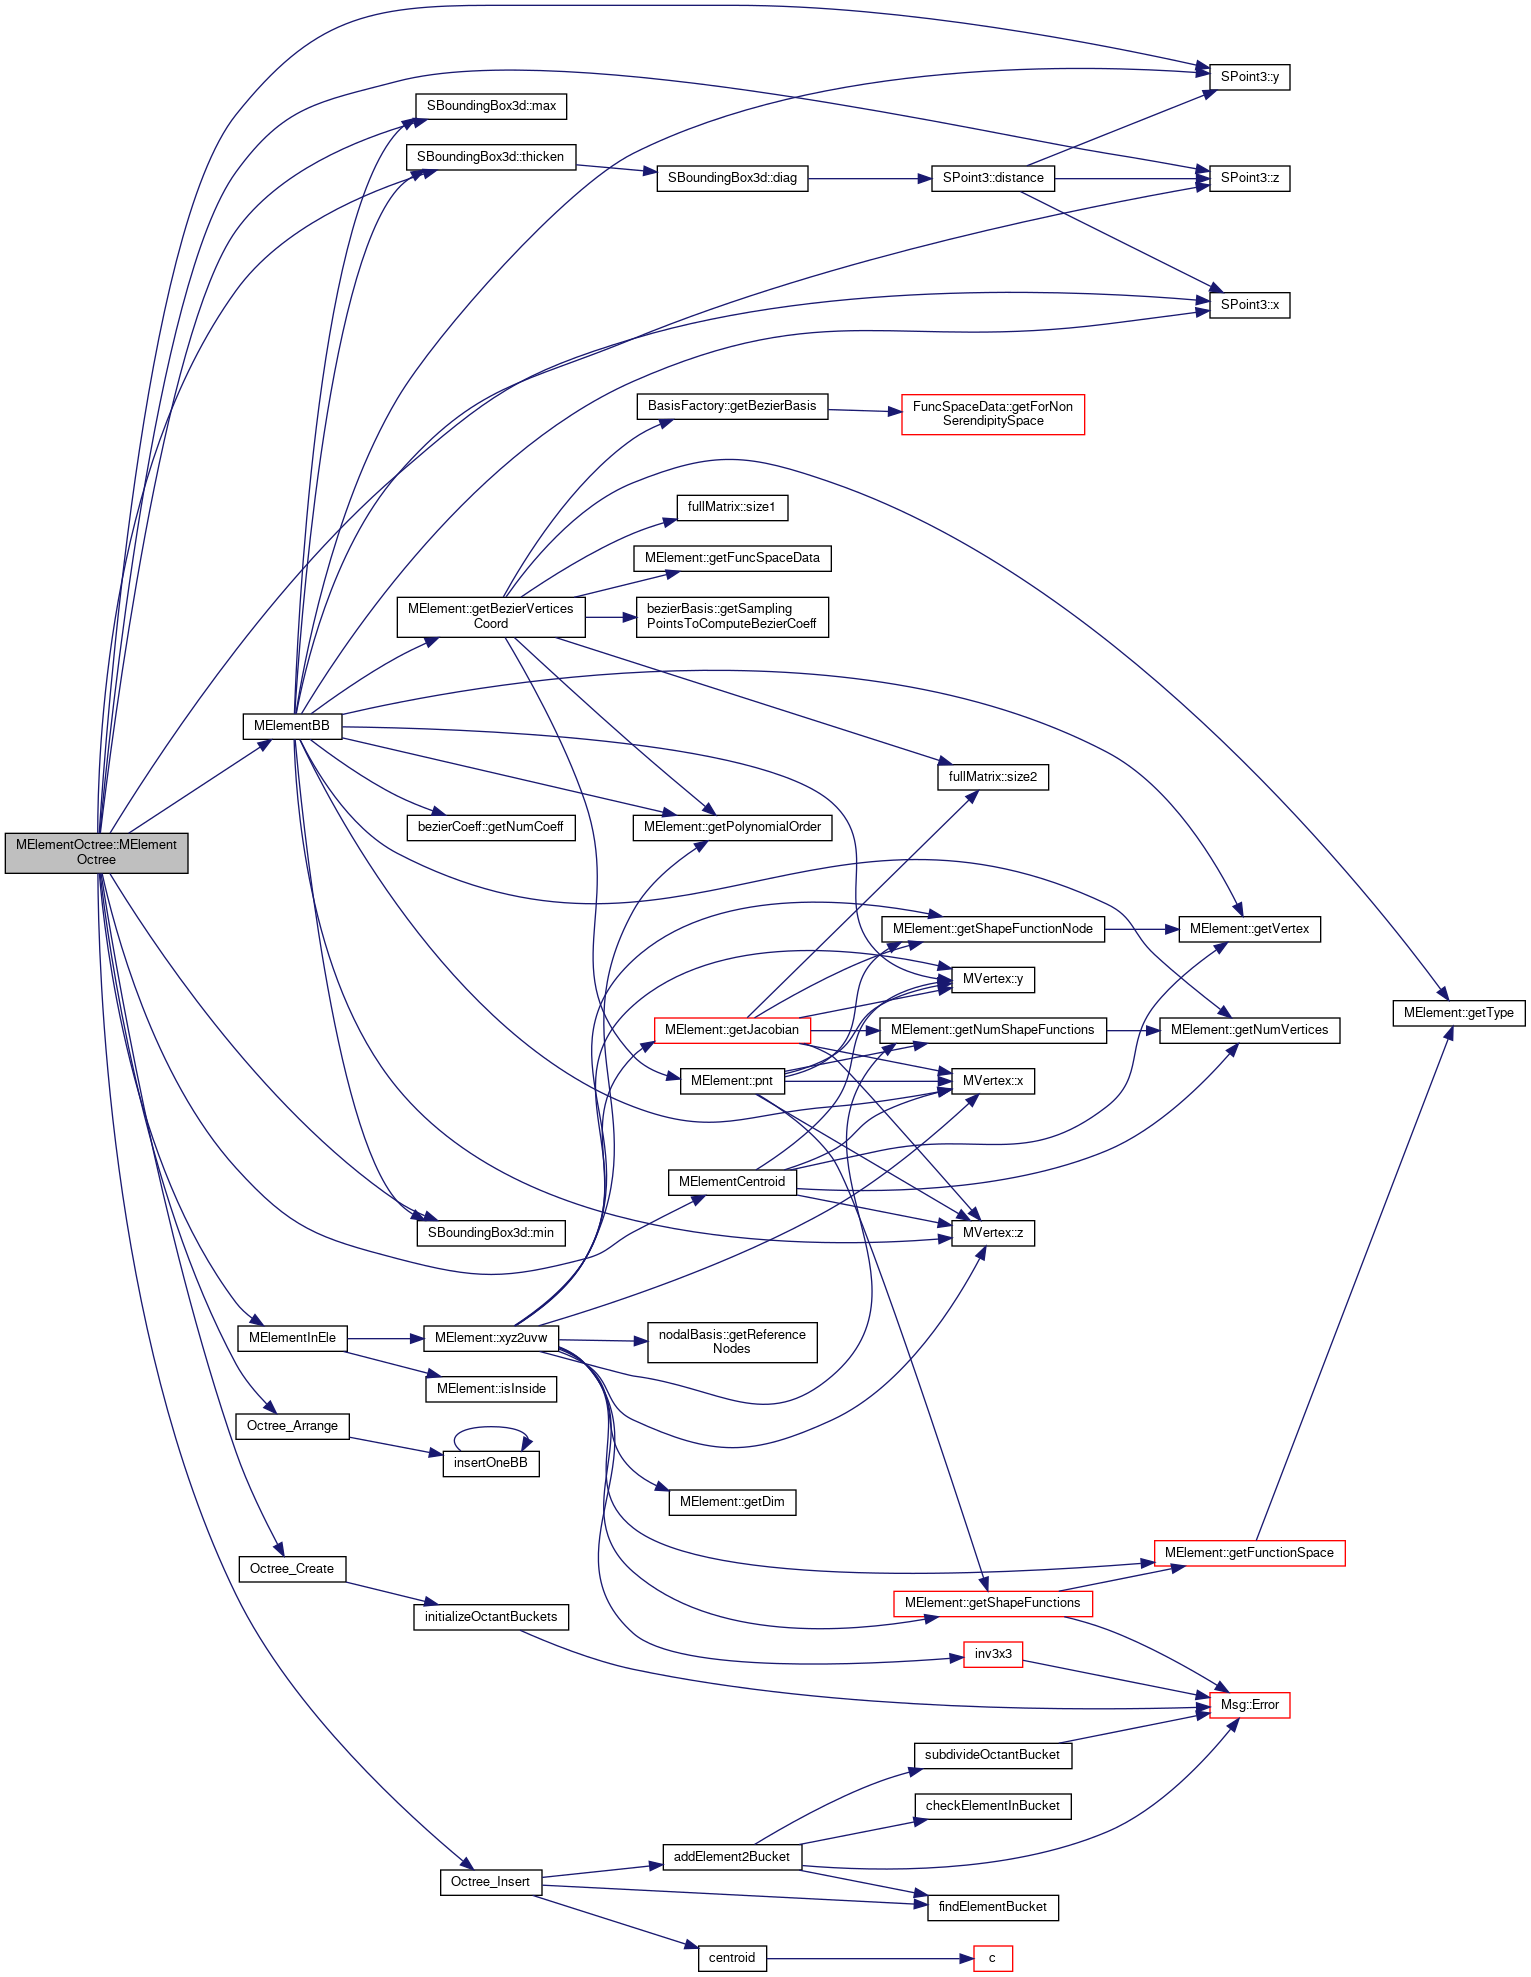 SPoint3::y
SBoundingBox3d::max
SBoundingBox3d::thicken
SBoundingBox3d::diag
SPoint3::distance
SPoint3::z
SPoint3::x
BasisFactory::getBezierBasis
FuncSpaceData::getForNon
SerendipitySpace
fullMatrix::size1
MElement::getFuncSpaceData
MElement::getBezierVertices
Coord
bezierBasis::getSampling
PointsToComputeBezierCoeff
MElementBB
fullMatrix::size2
bezierCoeff::getNumCoeff
MElement::getPolynomialOrder
MElementOctree::MElement
Octree
MElement::getShapeFunctionNode
MElement::getVertex
MVertex::y
MElement::getType
MElement::getJacobian
MElement::getNumShapeFunctions
MElement::getNumVertices
MElement::pnt
MVertex::x
MElementCentroid
SBoundingBox3d::min
MVertex::z
MElementInEle
MElement::xyz2uvw
nodalBasis::getReference
Nodes
MElement::isInside
Octree_Arrange
insertOneBB
MElement::getDim
Octree_Create
MElement::getFunctionSpace
initializeOctantBuckets
MElement::getShapeFunctions
inv3x3
Msg::Error
subdivideOctantBucket
checkElementInBucket
addElement2Bucket
Octree_Insert
findElementBucket
centroid
c